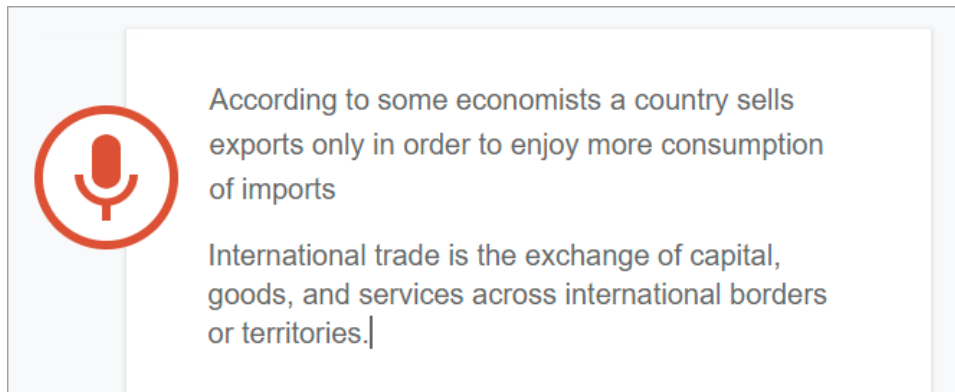 According to some economists a country sells
exports only in order to enjoy more consumption
of imports
International trade is the exchange of capital,
goods, and services across international borders
or territories.